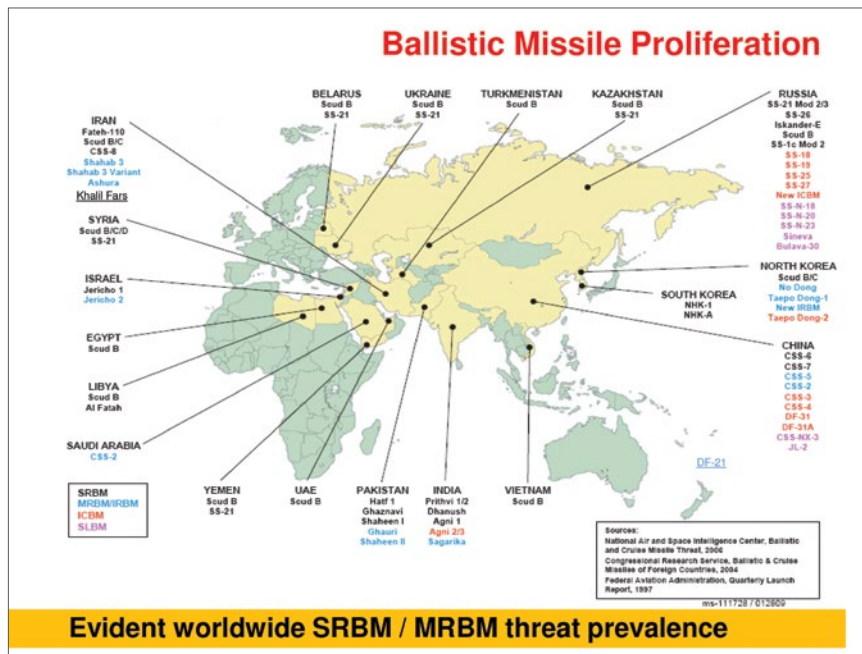 Ballistic Missile Proliferation
BELARUS
Scud B
SS-21
UKRAINE
Scud B
SS-21
TURKMENISTAN
Scud B
KAZAKHSTAN
Scud B
SS-21
RUSSIA
SS-21 Mod 2/3
SS-26
Iskander-E
Scud B
SS-1c Mod 2
SS-18
SS-19
SS-25
SS-27
New ICBM
SS-N-18
SS-N-20
SS-N-23
Sineva
Bulava-30
IRAN
Fateh-110
Scud B/C
CSS-8
Shahab 3
Shahab 3 Variant
Ashura
Khalil Fars
SYRIA
Scud B/C/D
SS-21
ISRAEL
Jericho 1
Jericho 2
EGYPT
Scud B
LIBYA
Scud B
Al Fatah
SAUDI ARABIA
CSS-2
NORTH KOREA
Scud B/C
No Dong
Taepo Dong-1
New IRBM
Taepo Dong-2
SOUTH KOREA
NHK-1
NHK-A
CHINA
CSS-6
CSS-7
CSS-5
CSS-2
CSS-3
CSS-4
DF-31
DF-31A
CSS-NX-3
JL-2
DF-21
SRBM
MRBM/IRBM
ICBM
SLBM
YEMEN
Scud B
SS-21
UAE
Scud B
PAKISTAN
Hatf 1
Ghaznavi
Shaheen I
Ghauri
Shaheen II
INDIA
Prithvi 1/2
Dhanush
Agni 1
Agni 2/3
Sagarika
VIETNAM
Scud B
Sources:
National Air and Space Intelligence Center, Ballistic
and Cruise Missile Threat, 2006
Congressional Research Service, Ballistic & Cruise
Missiles of Foreign Countries, 2004
Federal Aviation Administration, Quarterly Launch
Report, 1997
ms-111728 / 012809
Evident worldwide SRBM / MRBM threat prevalence